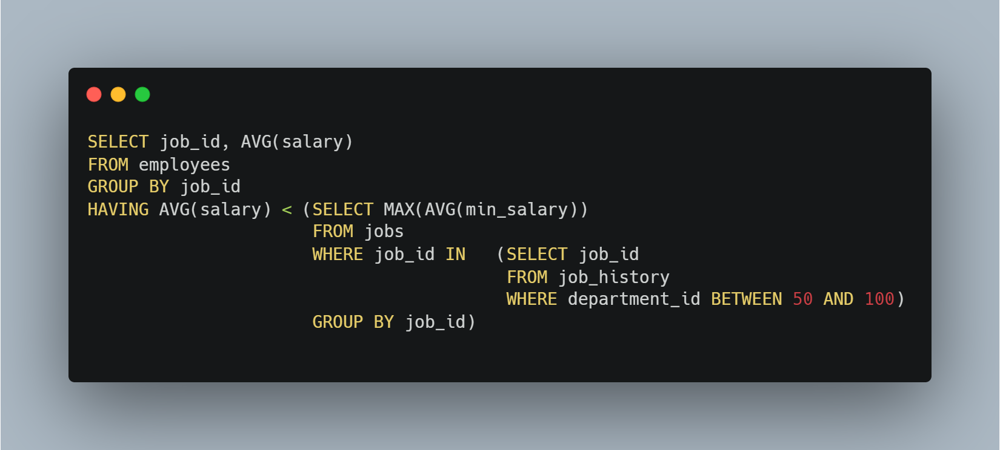 SELECT job_id, AVG(salary)
FROM employees
GROUP BY job_id
HAVING AVG(salary) < (SELECT MAX(AVG(min_salary))
                      FROM jobs
                      WHERE job_id IN   (SELECT job_id
                                         FROM job_history
                                         WHERE department_id BETWEEN 50 AND 100)
                      GROUP BY job_id)